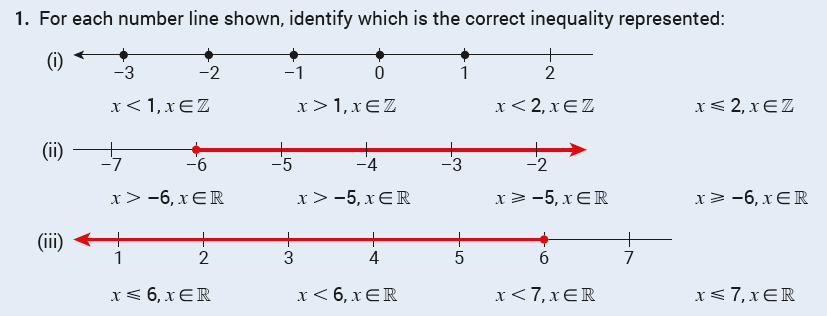 1. For each number line shown, identify which is the correct inequality represented:
(i)
−3 −2 −1 0 1 2
x < 1, x ∈ ℤ x > 1, x ∈ ℤ x < 2, x ∈ ℤ x ⩽ 2, x ∈ ℤ
(ii)
−7 −6 −5 −4 −3 −2
x > −6, x ∈ ℝ x > −5, x ∈ ℝ x ⩾ −5, x ∈ ℝ x ⩾ −6, x ∈ ℝ
(iii)
1 2 3 4 5 6 7
x ⩽ 6, x ∈ ℝ x < 6, x ∈ ℝ x < 7, x ∈ ℝ x ⩽ 7, x ∈ ℝ